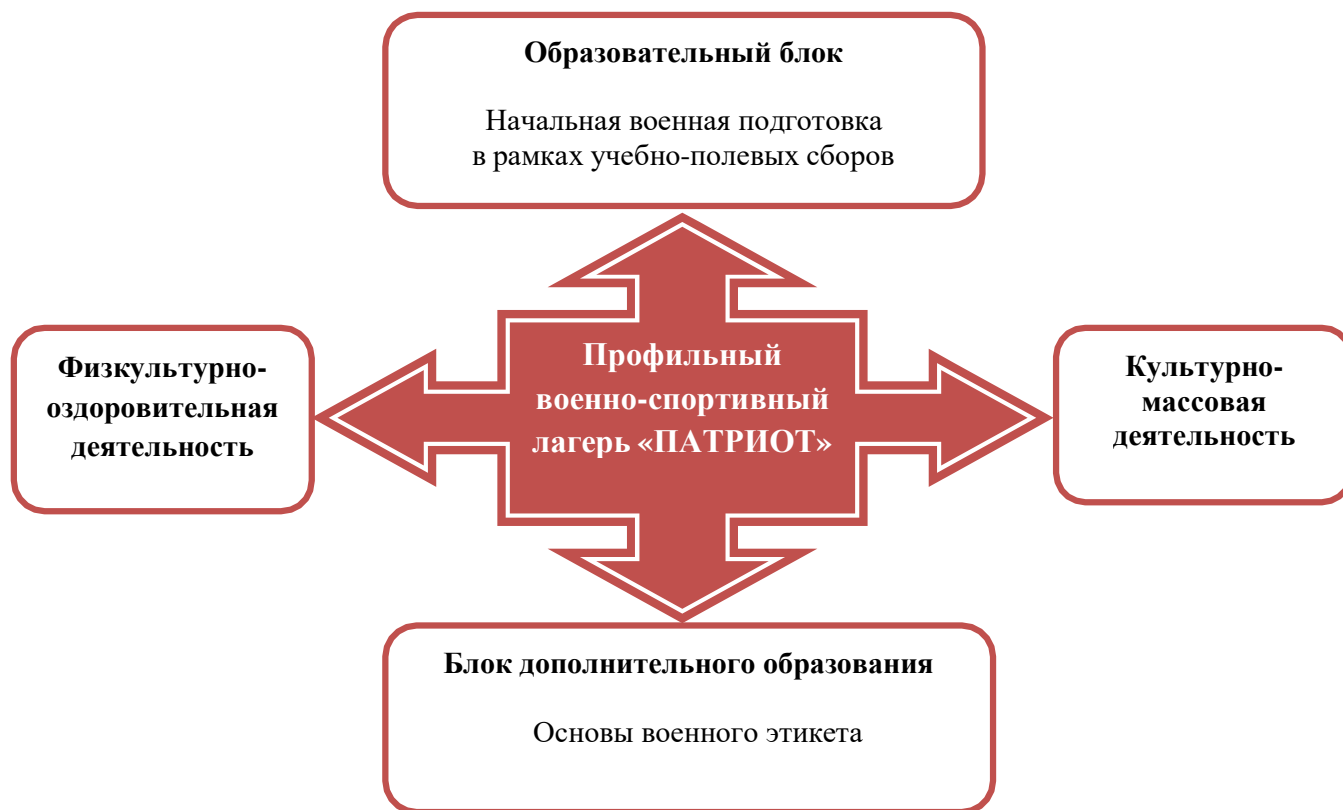 Образовательный блок
Начальная военная подготовка
в рамках учебно-полевых сборов
Физкультурно-
оздоровительная
деятельность
Профильный
военно-спортивный
лагерь «ПАТРИОТ»
Культурно-
массовая
деятельность
Блок дополнительного образования
Основы военного этикета